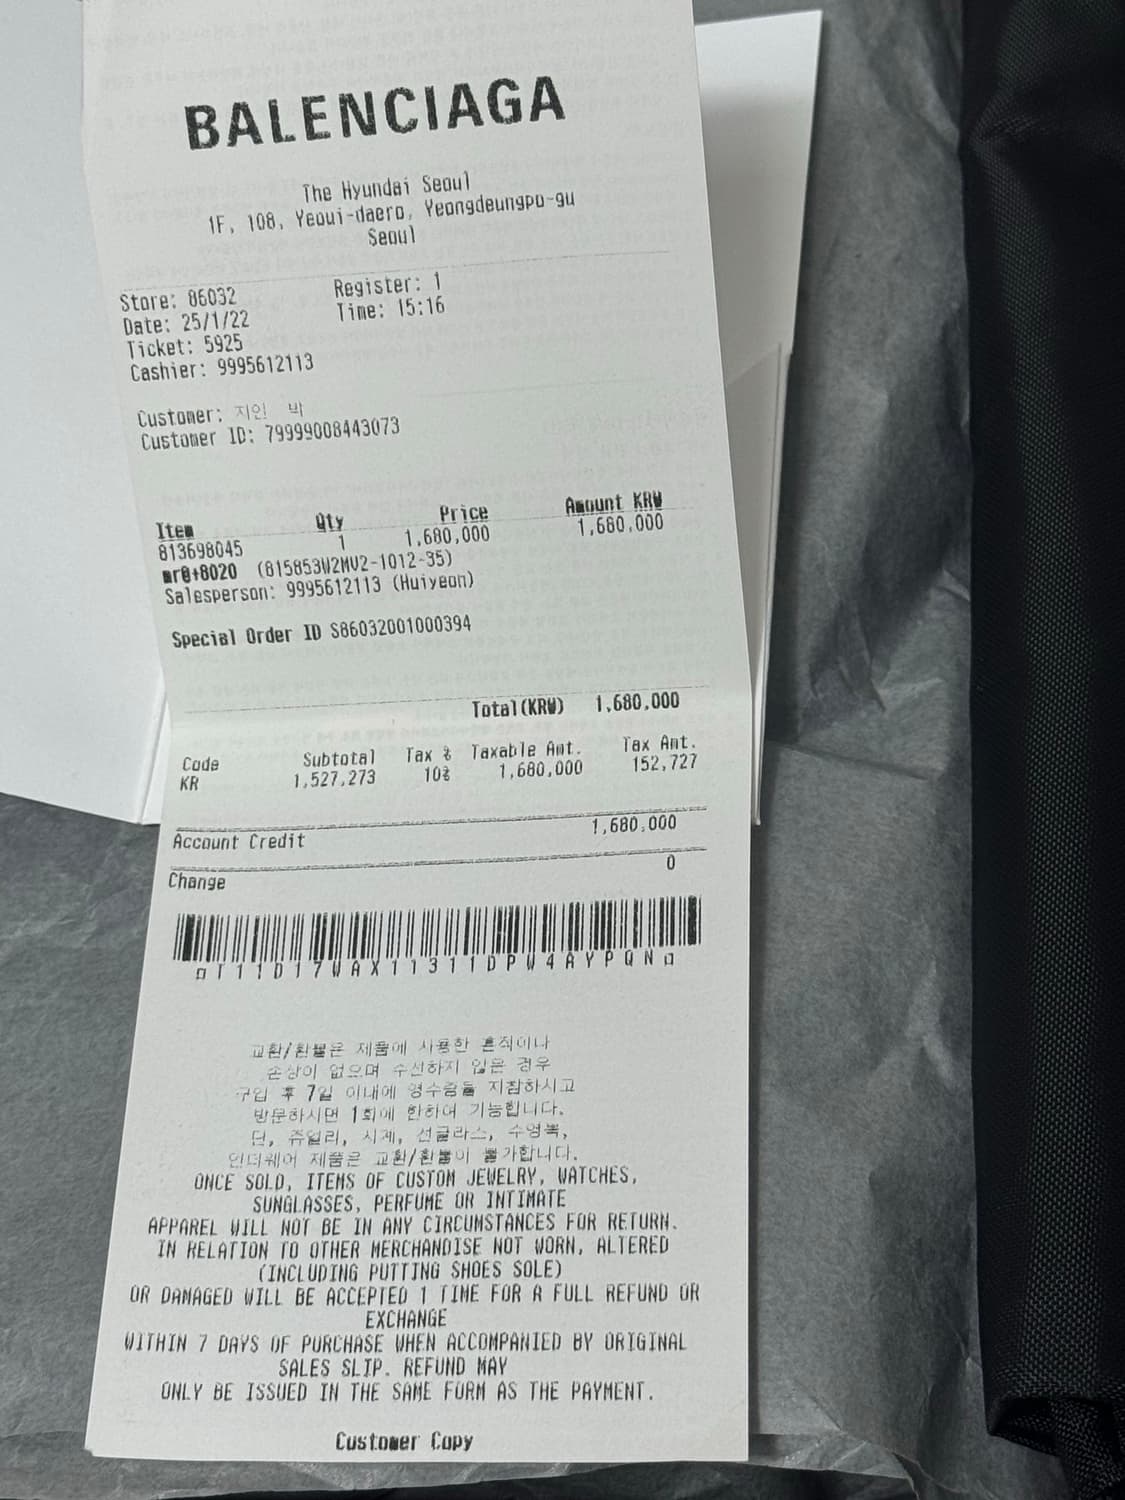 BALENCIAGA
The Hyundai Seoul
1F, 108, Yeoui-daero, Yeongdeungpo-gu
Seoul
Store: 86032 Register: 1
Date: 25/1/22 Time: 15:16
Ticket: 5925
Cashier: 9995612113
Customer: 지인 박
Customer ID: 79999008443073
Item Qty Price Amount KRW
813698045 1 1,680,000 1,680,000
mr@+8020 (815853W2MV2-1012-35)
Salesperson: 9995612113 (Huiyeon)
Special Order ID S86032001000394
Total(KRW) 1,680,000
Code Subtotal Tax % Taxable Amt. Tax Amt.
KR 1,527,273 10% 1,680,000 152,727
Account Credit 1,680,000
Change 0
T11D17WAX11311DPW4AYPQN
교환/환불은 제품에 사용한 흔적이나
손상이 없으며 수선하지 않은 경우
구입 후 7일 이내에 영수증을 지참하시고
방문하시면 1회에 한하여 가능합니다.
단, 쥬얼리, 시계, 선글라스, 수영복,
언더웨어 제품은 교환/환불이 불가합니다.
ONCE SOLD, ITEMS OF CUSTOM JEWELRY, WATCHES,
SUNGLASSES, PERFUME OR INTIMATE
APPAREL WILL NOT BE IN ANY CIRCUMSTANCES FOR RETURN.
IN RELATION TO OTHER MERCHANDISE NOT WORN, ALTERED
(INCLUDING PUTTING SHOES SOLE)
OR DAMAGED WILL BE ACCEPTED 1 TIME FOR A FULL REFUND OR
EXCHANGE
WITHIN 7 DAYS OF PURCHASE WHEN ACCOMPANIED BY ORIGINAL
SALES SLIP. REFUND MAY
ONLY BE ISSUED IN THE SAME FORM AS THE PAYMENT.
Customer Copy